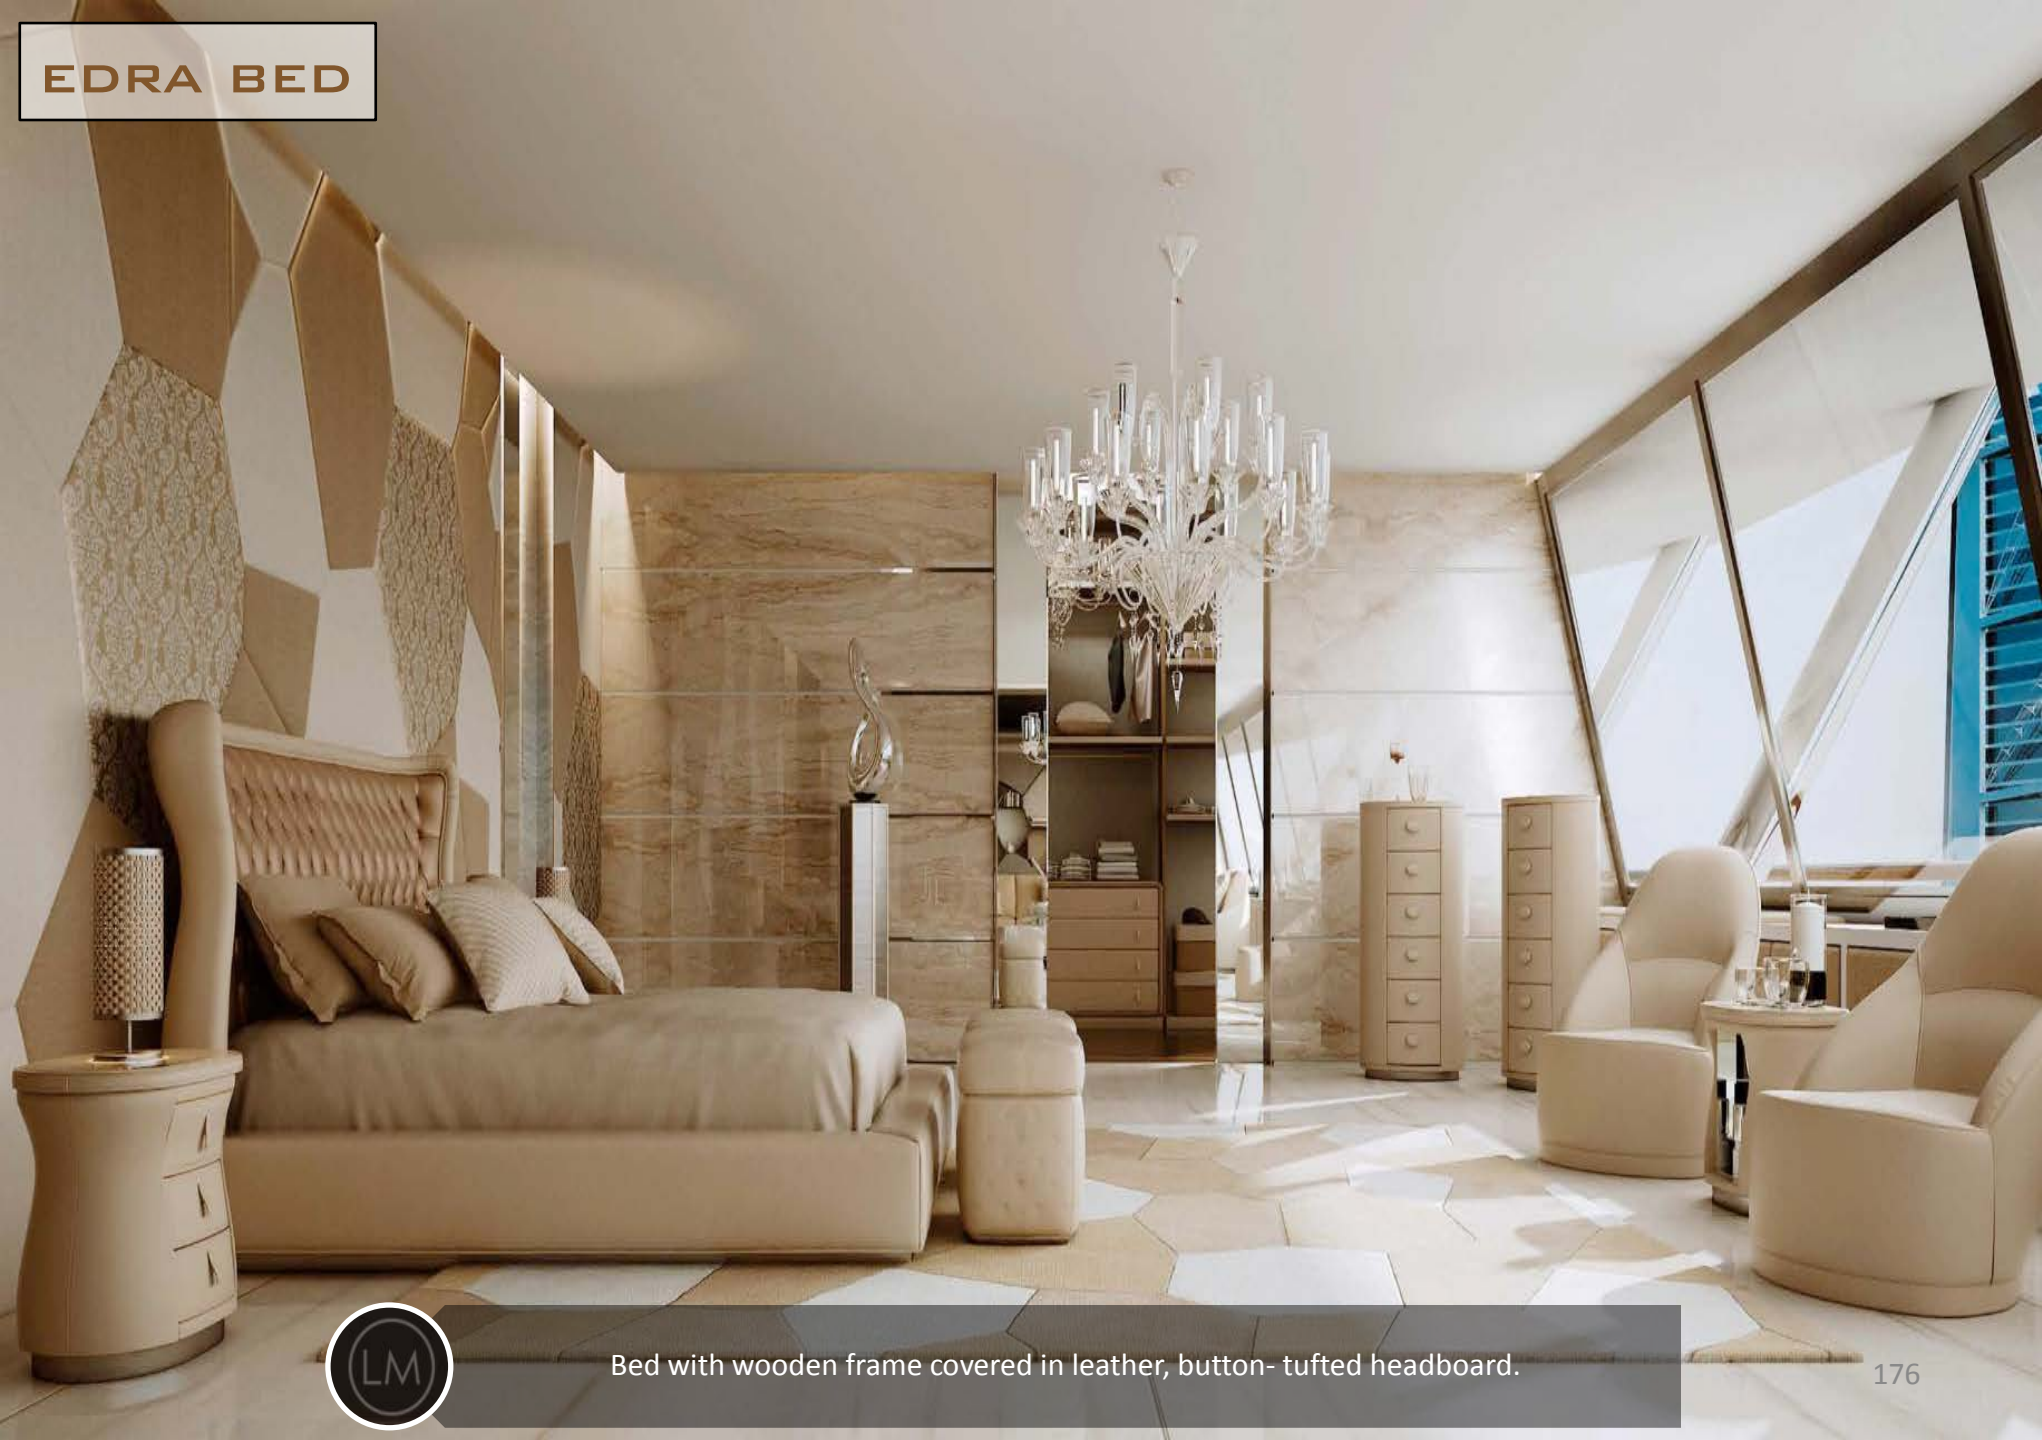 EDRA BED
LM
Bed with wooden frame covered in leather, button- tufted headboard.
176